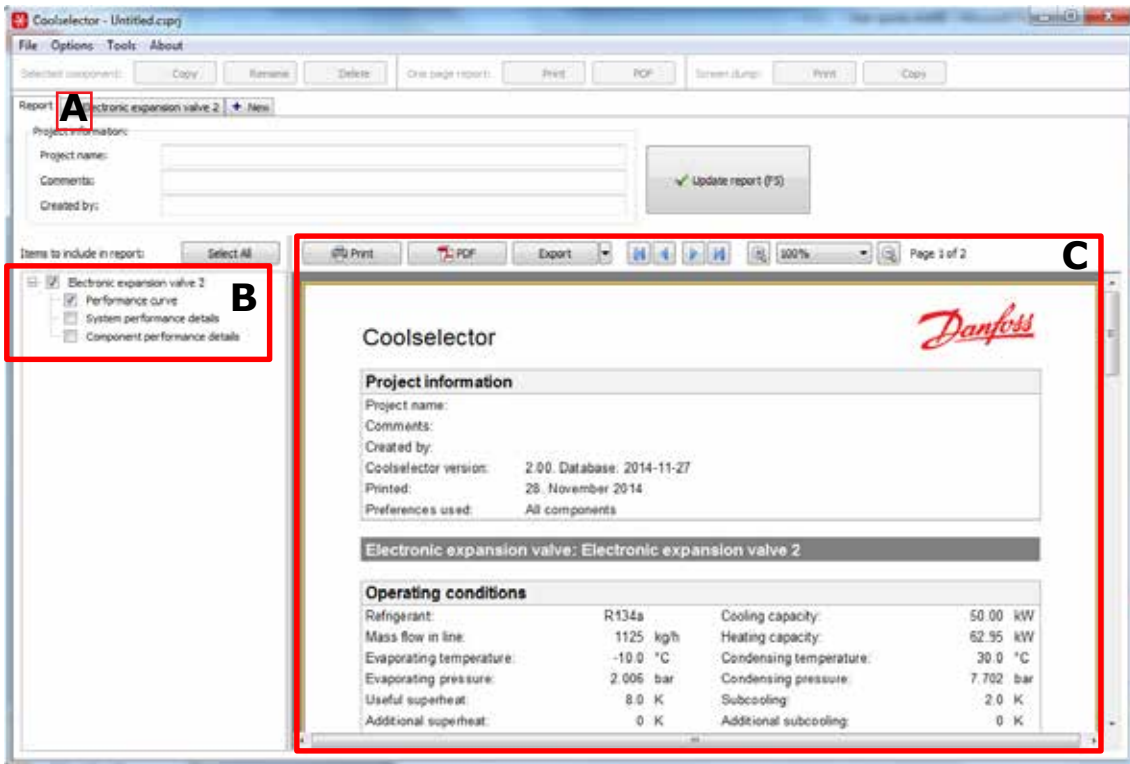 Coolselector - Untitled.csprj
File Options Tools About
Selected component: Copy Rename Delete One page report: Print PDF Screen dump: Print Copy
Report A ectronic expansion valve 2 + New
Project information:
Project name:
Comments:
Created by:
Update report (F5)
Items to include in report: Select All
Print PDF Export 100% Page 1 of 2 C
Electronic expansion valve 2 B
Performance curve
System performance details
Component performance details
Danfoss
Coolselector
Project information
Project name:
Comments:
Created by:
Coolselector version: 2.00. Database: 2014-11-27
Printed: 28. November 2014
Preferences used: All components
Electronic expansion valve: Electronic expansion valve 2
Operating conditions
Refrigerant: R134a Cooling capacity: 50.00 kW
Mass flow in line: 1125 kg/h Heating capacity: 62.95 kW
Evaporating temperature: -10.0 °C Condensing temperature: 30.0 °C
Evaporating pressure: 2.006 bar Condensing pressure: 7.702 bar
Useful superheat: 8.0 K Subcooling: 2.0 K
Additional superheat: 0 K Additional subcooling: 0 K